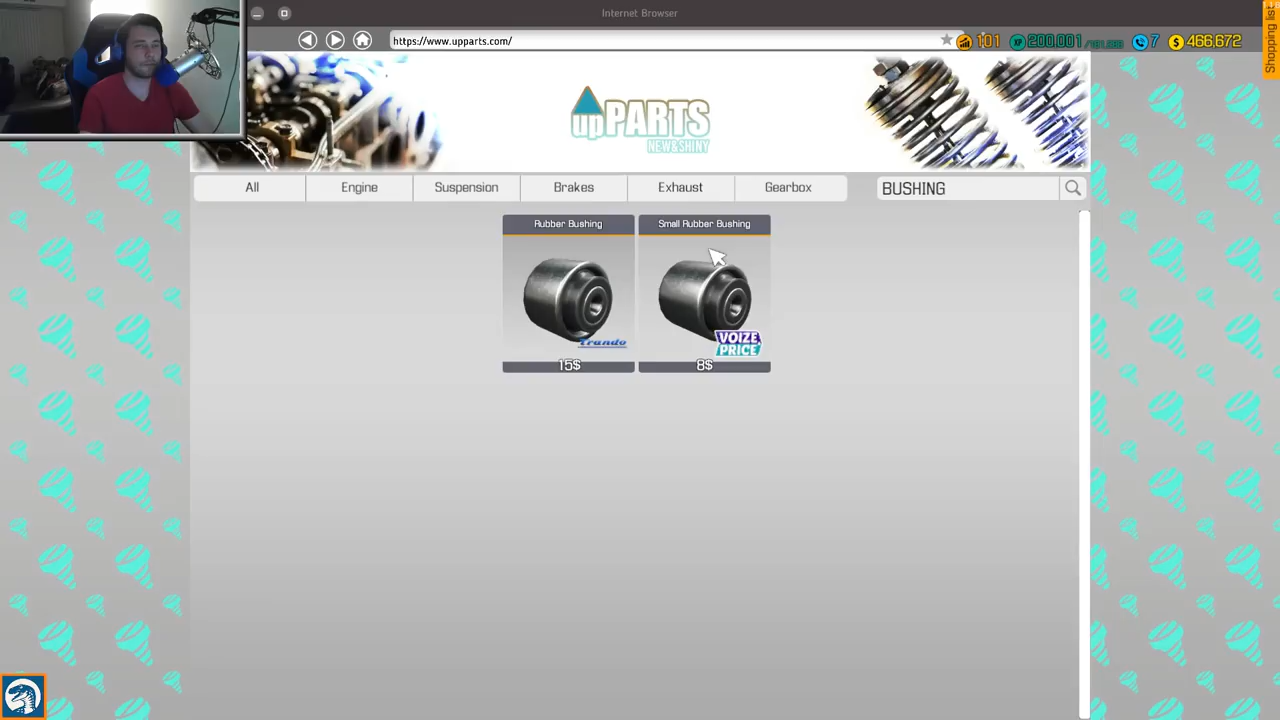 Internet Browser
https://www.upparts.com/
101
XP 200.001
7
$ 466,672
Shopping list
upPARTS
NEW&SHINY
All
Engine
Suspension
Brakes
Exhaust
Gearbox
BUSHING
Rubber Bushing
Small Rubber Bushing
Trando
VOIZE
PRICE
15$
8$